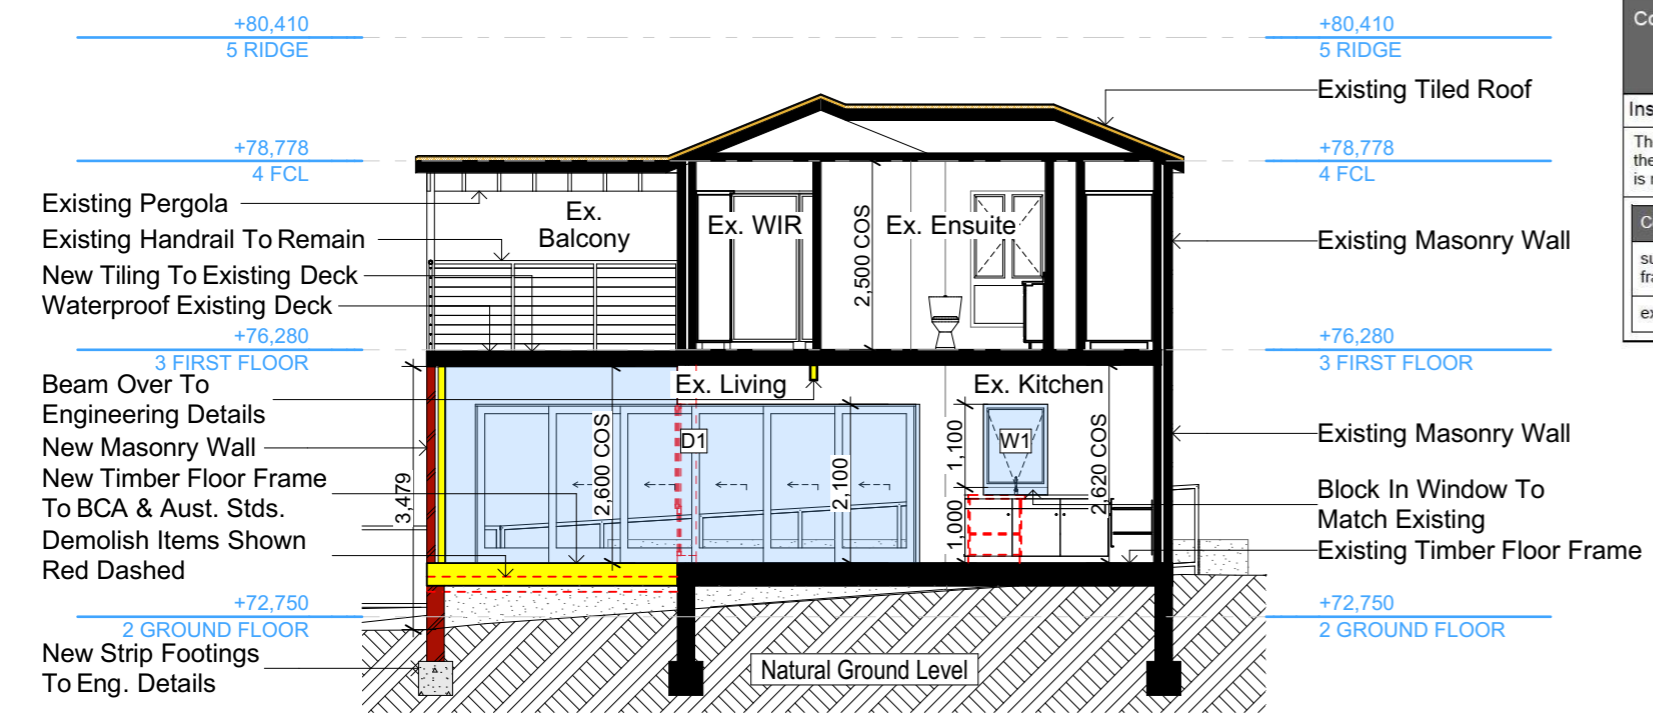 +80,410
5 RIDGE
+80,410
5 RIDGE
Existing Tiled Roof
+78,778
4 FCL
+78,778
4 FCL
Existing Pergola
Existing Handrail To Remain
New Tiling To Existing Deck
Waterproof Existing Deck
Ex.
Balcony
Ex. WIR
Ex. Ensuite
2,500 COS
Existing Masonry Wall
+76,280
3 FIRST FLOOR
+76,280
3 FIRST FLOOR
Beam Over To
Engineering Details
New Masonry Wall
New Timber Floor Frame
To BCA & Aust. Stds.
Demolish Items Shown
Red Dashed
Ex. Living
Ex. Kitchen
3,479
2,600 COS
D1
2,100
1,100
1,000
W1
2,620 COS
Existing Masonry Wall
Block In Window To
Match Existing
Existing Timber Floor Frame
+72,750
2 GROUND FLOOR
+72,750
2 GROUND FLOOR
New Strip Footings
To Eng. Details
Natural Ground Level